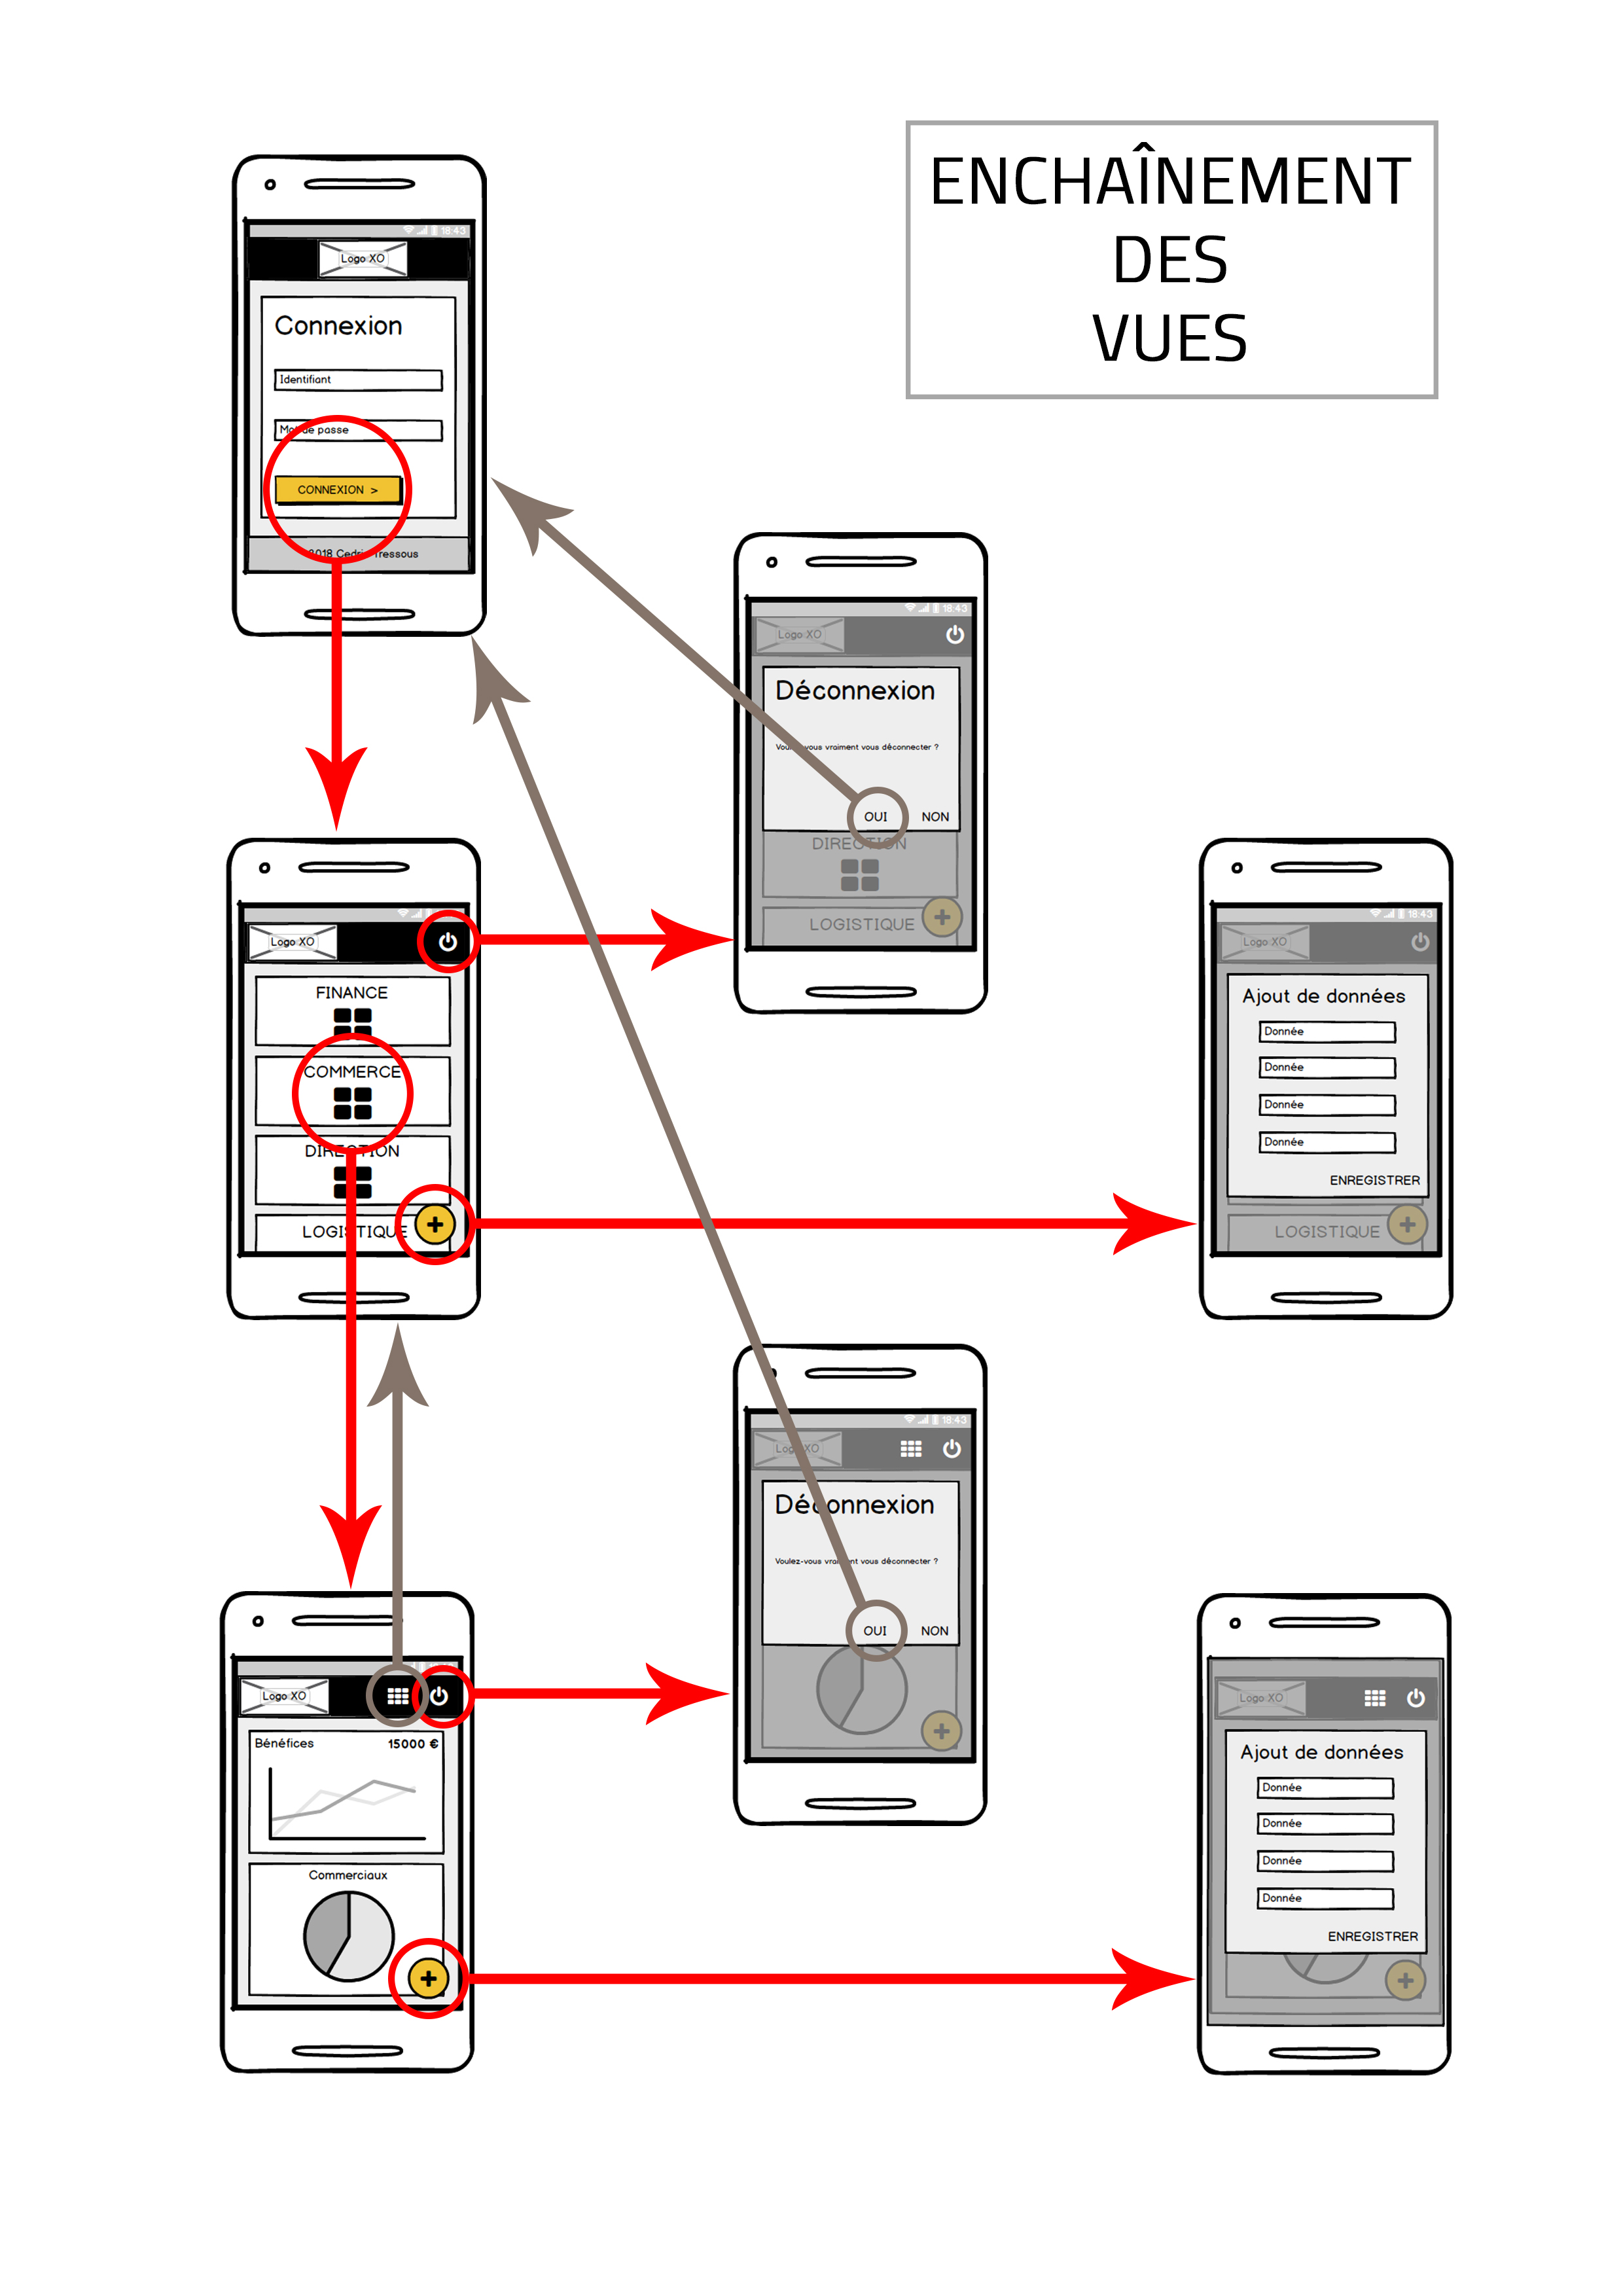 ENCHAÎNEMENT
DES
VUES
18:43
Logo XO
Connexion
Identifiant
Mot de passe
CONNEXION >
2018 Cedric Tressous
18:43
Logo XO
Déconnexion
Voulez-vous vraiment vous déconnecter ?
OUI NON
DIRECTION
LOGISTIQUE
Logo XO
FINANCE
COMMERCE
DIRECTION
LOGISTIQUE
18:43
Logo XO
Ajout de données
Donnée
Donnée
Donnée
Donnée
ENREGISTRER
LOGISTIQUE
18:43
Logo XO
Déconnexion
Voulez-vous vraiment vous déconnecter ?
OUI NON
Logo XO
Bénéfices 15000 €
Commerciaux
Logo XO
Ajout de données
Donnée
Donnée
Donnée
Donnée
ENREGISTRER